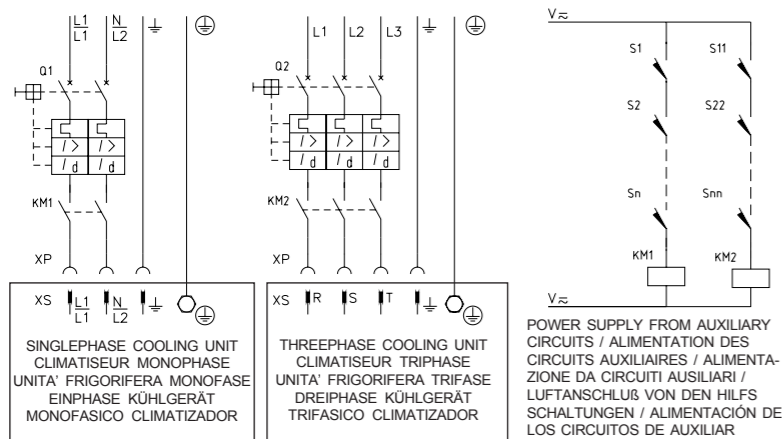 L1
L1
N
L2
Q1
I >
I >
I d
I d
KM1
XP
XS
L1
L1
N
L2
SINGLEPHASE COOLING UNIT
CLIMATISEUR MONOPHASE
UNITA' FRIGORIFERA MONOFASE
EINPHASE KÜHLGERÄT
MONOFASICO CLIMATIZADOR
L1
L2
L3
Q2
I >
I >
I >
I d
I d
I d
KM2
XP
XS
R
S
T
THREEPHASE COOLING UNIT
CLIMATISEUR TRIPHASE
UNITA' FRIGORIFERA TRIFASE
DREIPHASE KÜHLGERÄT
TRIFASICO CLIMATIZADOR
V≂
S1
S11
S2
S22
Sn
Snn
KM1
KM2
V≂
POWER SUPPLY FROM AUXILIARY
CIRCUITS / ALIMENTATION DES
CIRCUITS AUXILIAIRES / ALIMENTA-
ZIONE DA CIRCUITI AUSILIARI /
LUFTANSCHLUß VON DEN HILFS
SCHALTUNGEN / ALIMENTACIÓN DE
LOS CIRCUITOS DE AUXILIAR